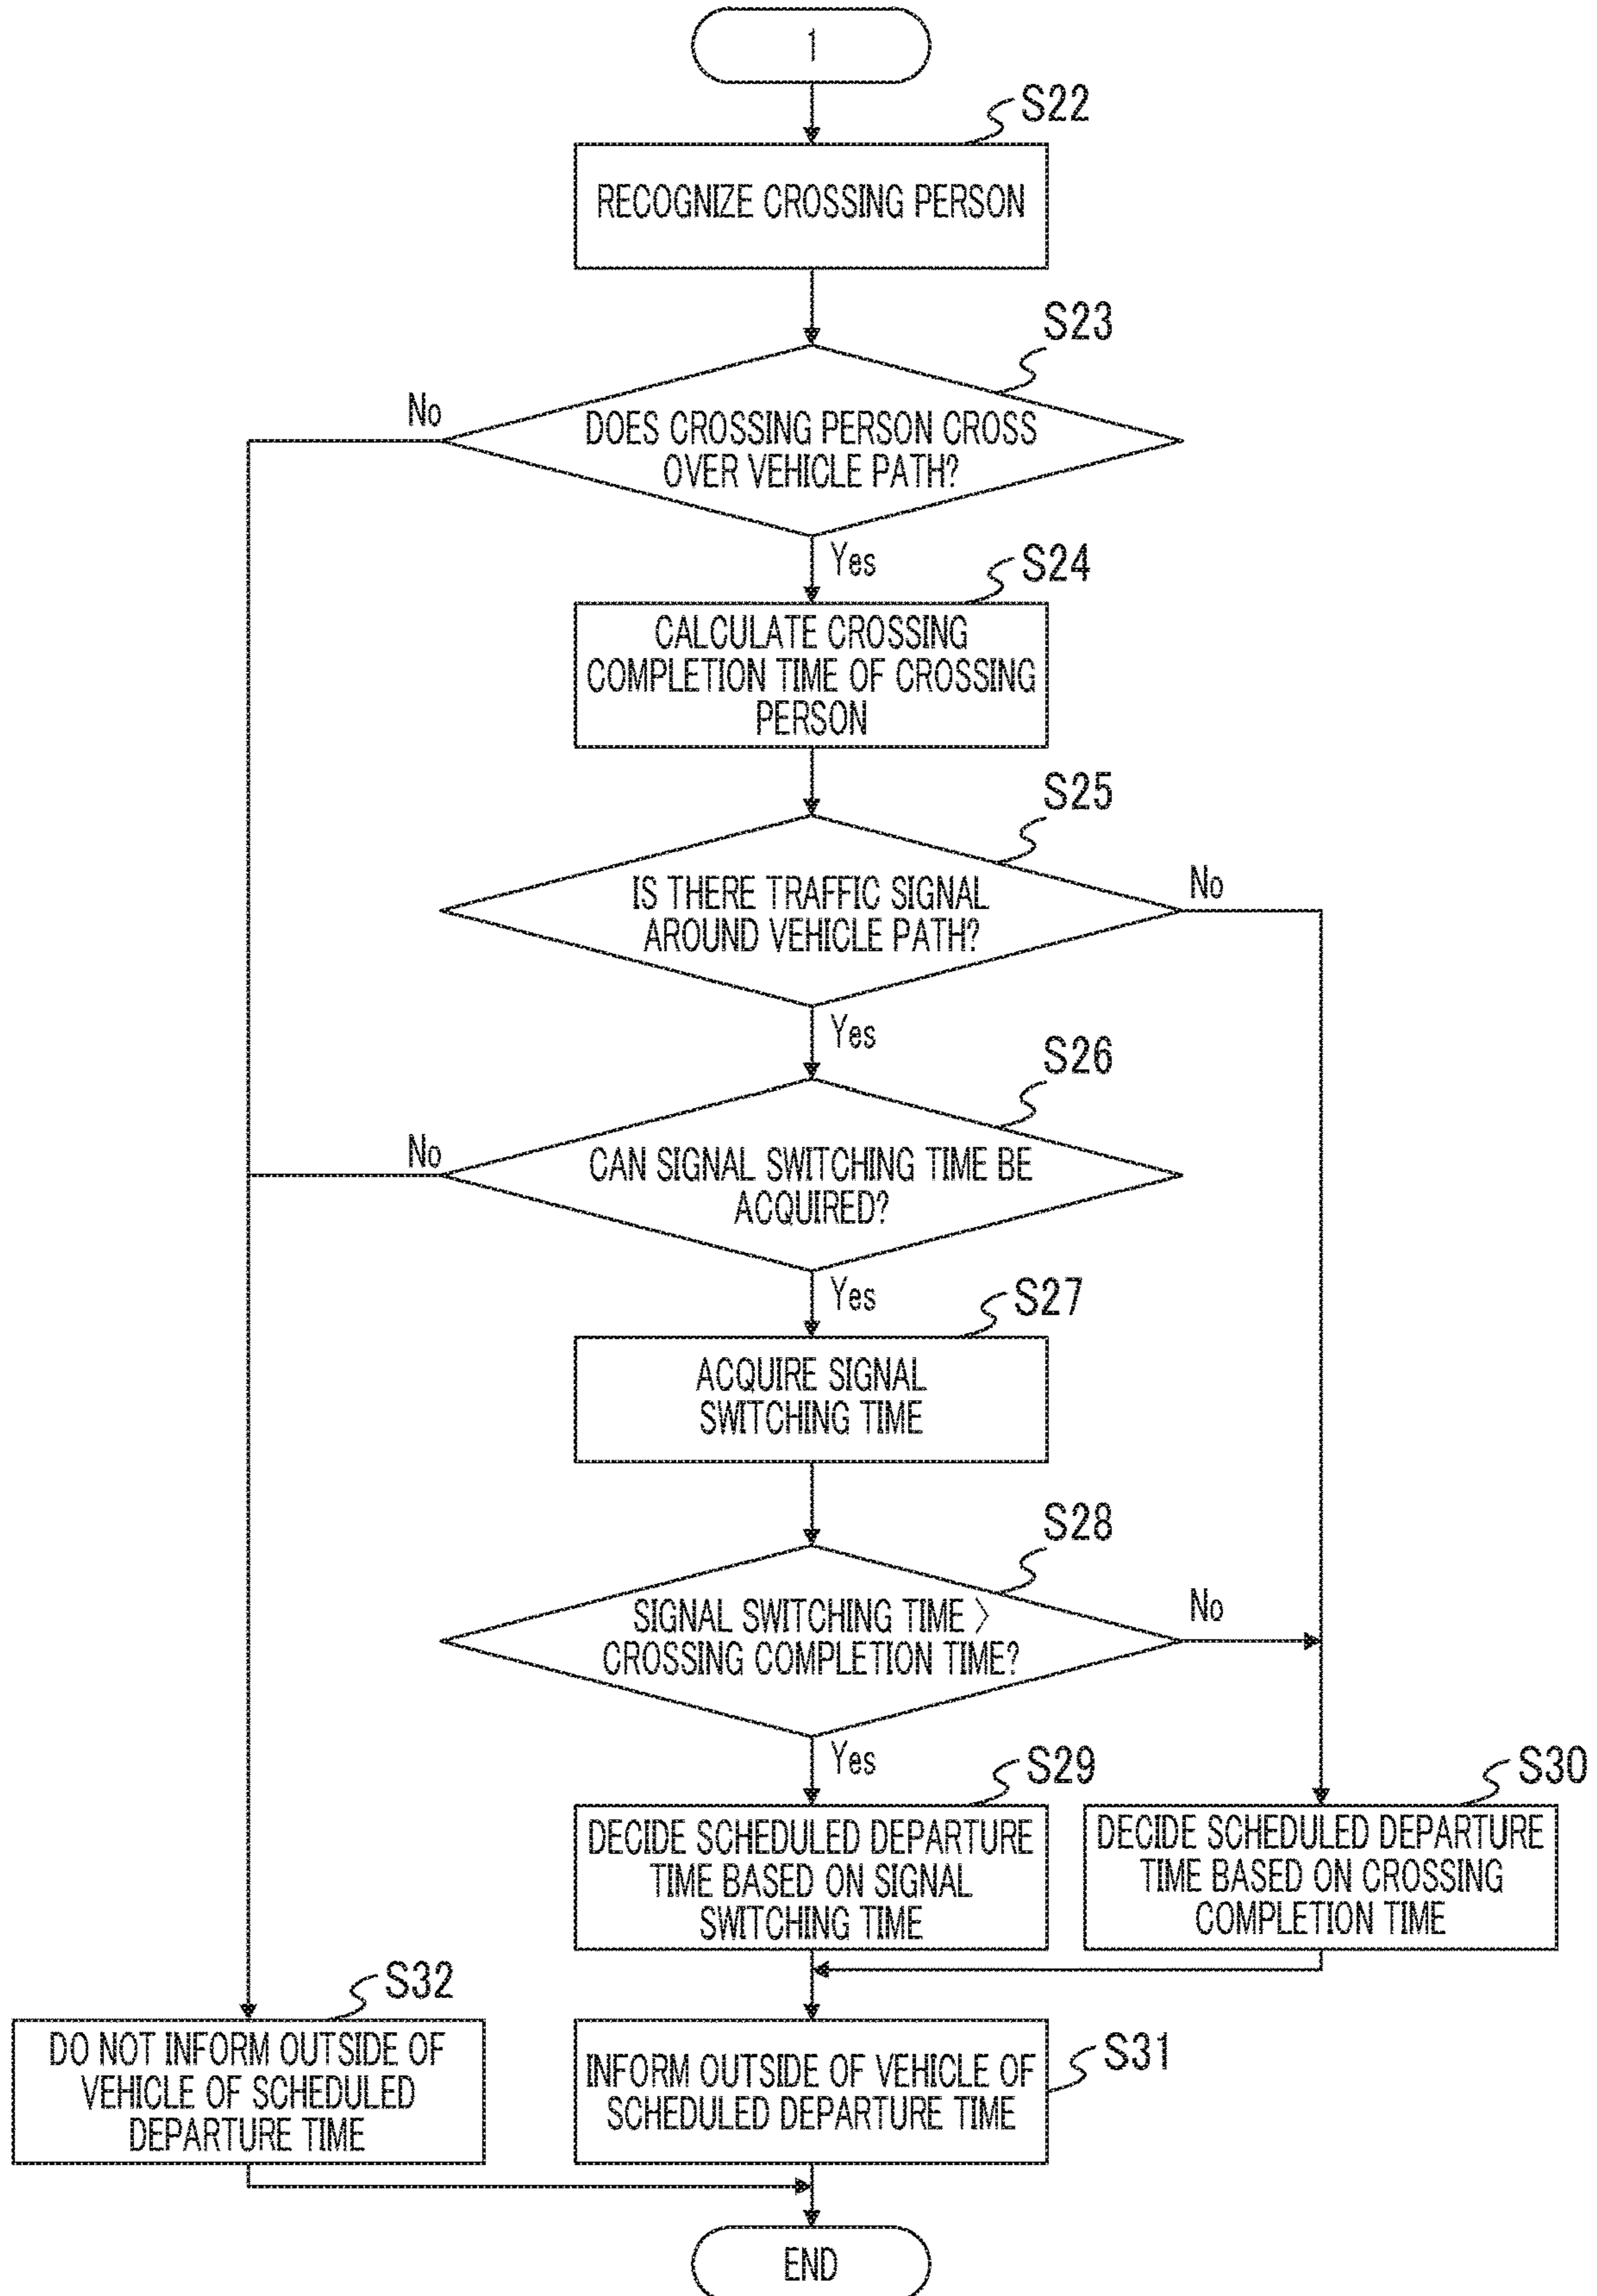 1
S22
RECOGNIZE CROSSING PERSON
S23
No
DOES CROSSING PERSON CROSS
OVER VEHICLE PATH?
Yes
S24
CALCULATE CROSSING
COMPLETION TIME OF CROSSING
PERSON
S25
IS THERE TRAFFIC SIGNAL
AROUND VEHICLE PATH?
No
Yes
S26
No
CAN SIGNAL SWITCHING TIME BE
ACQUIRED?
Yes
S27
ACQUIRE SIGNAL
SWITCHING TIME
S28
SIGNAL SWITCHING TIME >
CROSSING COMPLETION TIME?
No
Yes
S29
DECIDE SCHEDULED DEPARTURE
TIME BASED ON SIGNAL
SWITCHING TIME
S30
DECIDE SCHEDULED DEPARTURE
TIME BASED ON CROSSING
COMPLETION TIME
S32
DO NOT INFORM OUTSIDE OF
VEHICLE OF SCHEDULED
DEPARTURE TIME
S31
INFORM OUTSIDE OF VEHICLE OF
SCHEDULED DEPARTURE TIME
END